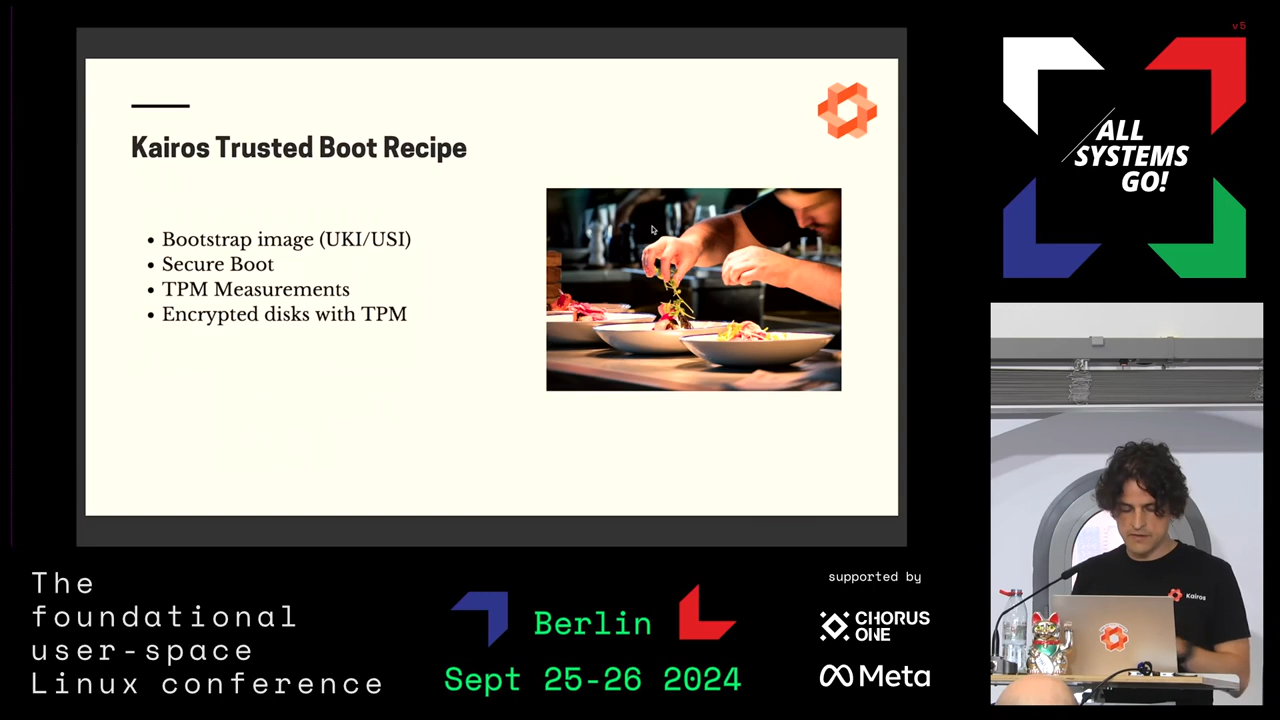 Kairos Trusted Boot Recipe
• Bootstrap image (UKI/USI)
• Secure Boot
• TPM Measurements
• Encrypted disks with TPM
v5
ALL
SYSTEMS
GO!
Kairos
The
foundational
user-space
Linux conference
Berlin
Sept 25-26 2024
supported by
CHORUS
ONE
Meta